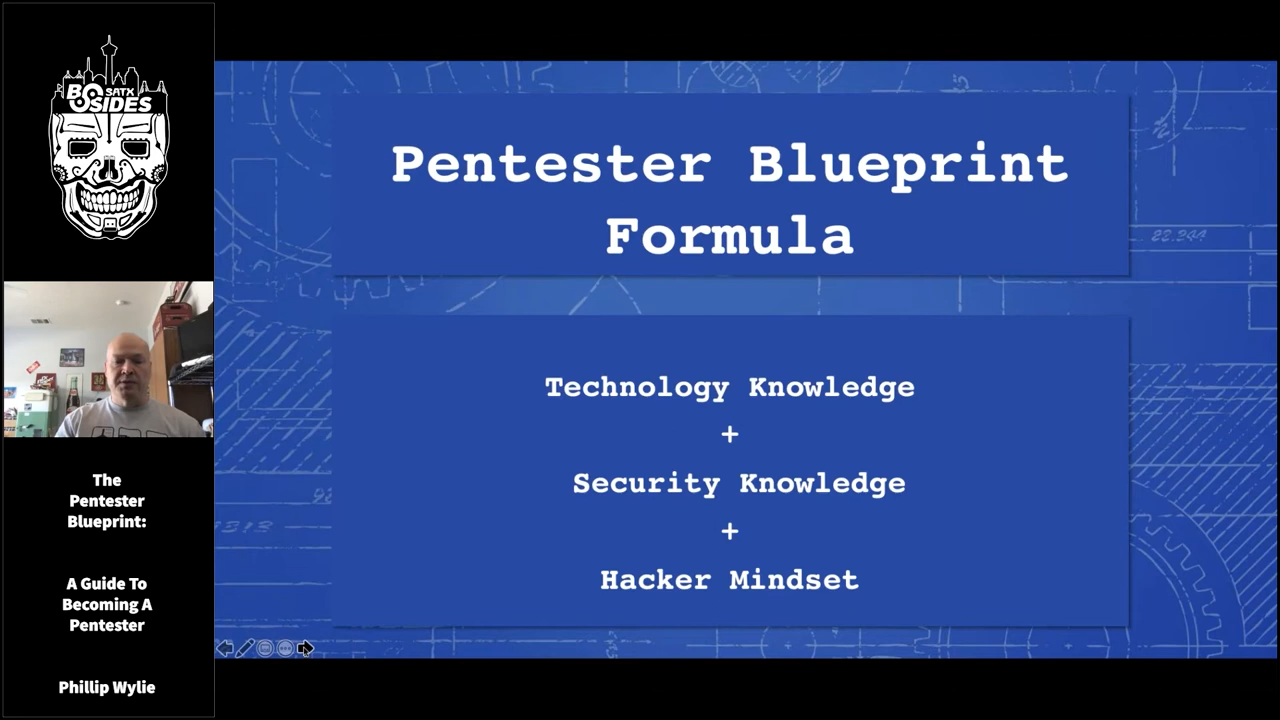 BSIDES
SATX
The
Pentester
Blueprint:
A Guide To
Becoming A
Pentester
Phillip Wylie
Pentester Blueprint
Formula
Technology Knowledge
+
Security Knowledge
+
Hacker Mindset